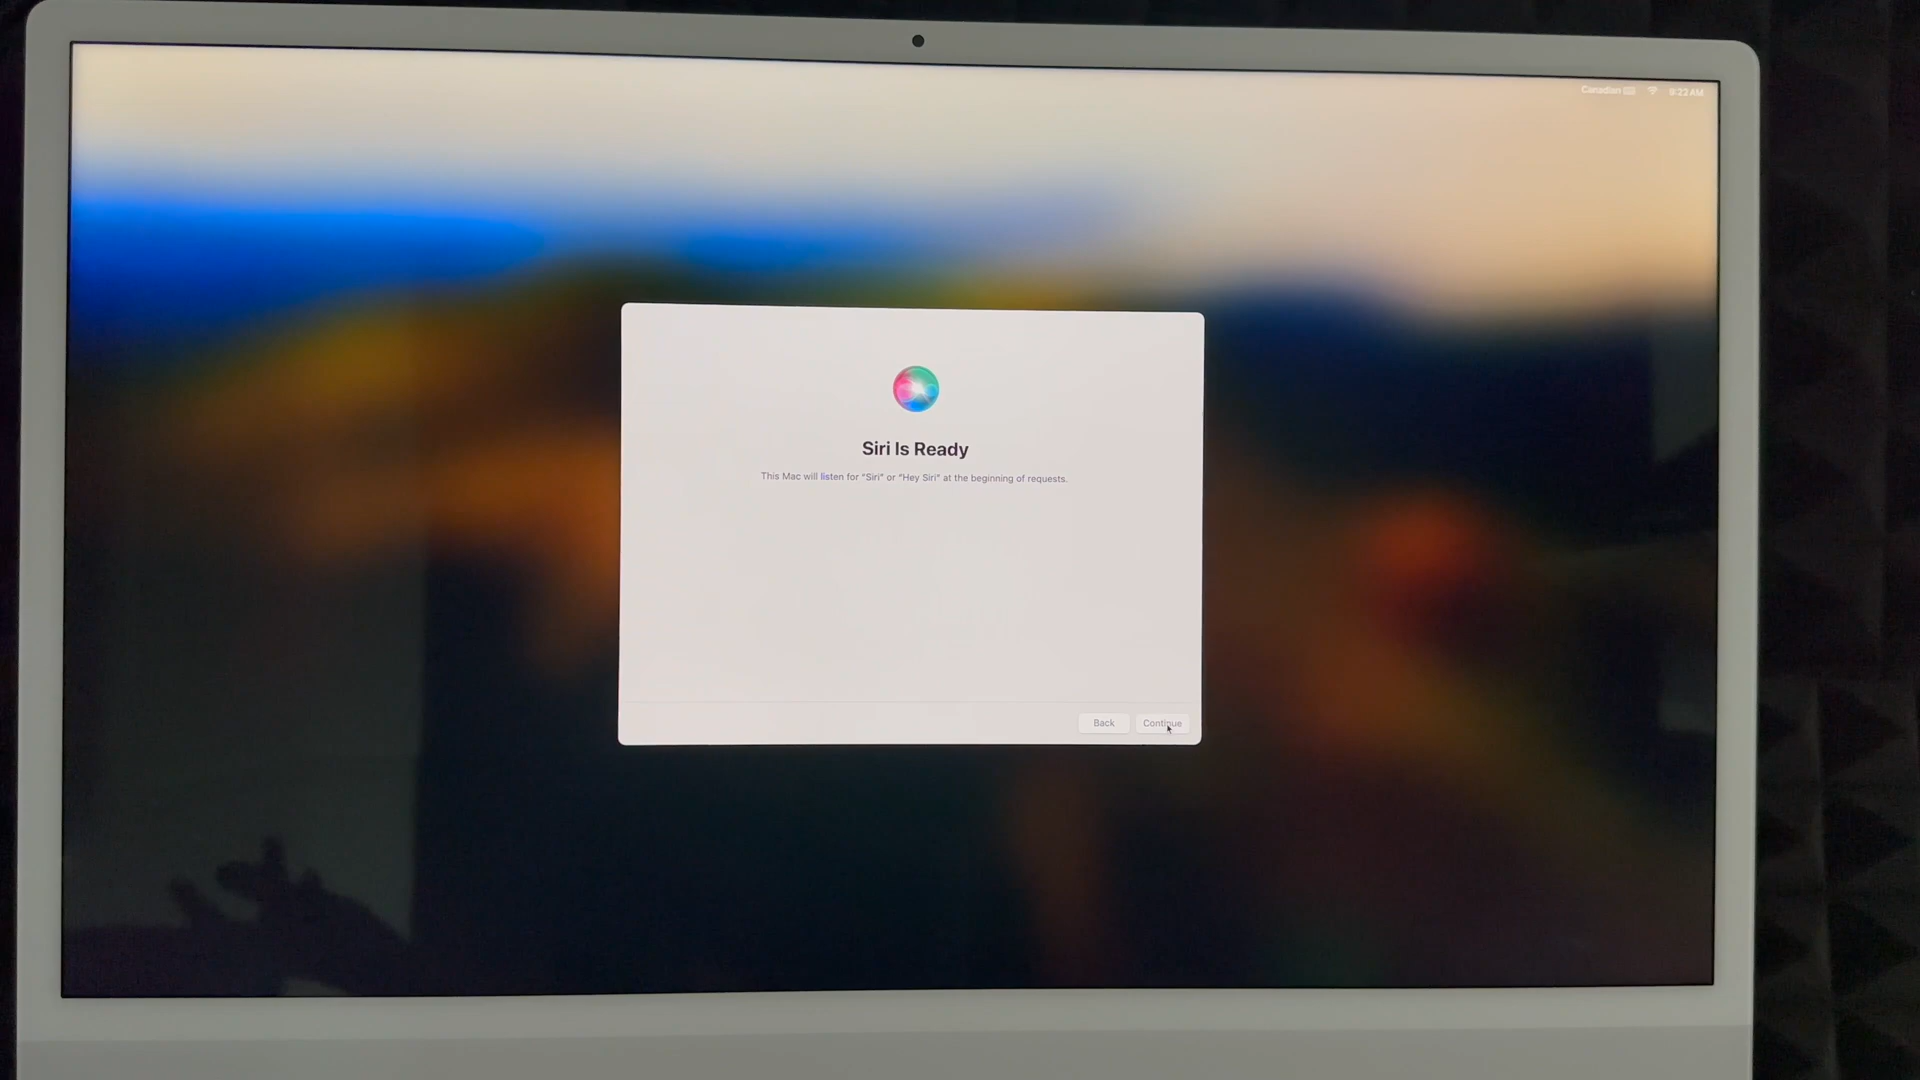 Canadian
9:22 AM
Siri Is Ready
This Mac will listen for "Siri" or "Hey Siri" at the beginning of requests.
Back
Continue